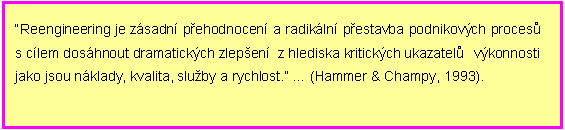 "Reengineering je zásadní přehodnocení a radikální přestavba podnikových procesů
s cílem dosáhnout dramatických zlepšení z hlediska kritických ukazatelů výkonnosti
jako jsou náklady, kvalita, služby a rychlost." ... (Hammer & Champy, 1993).